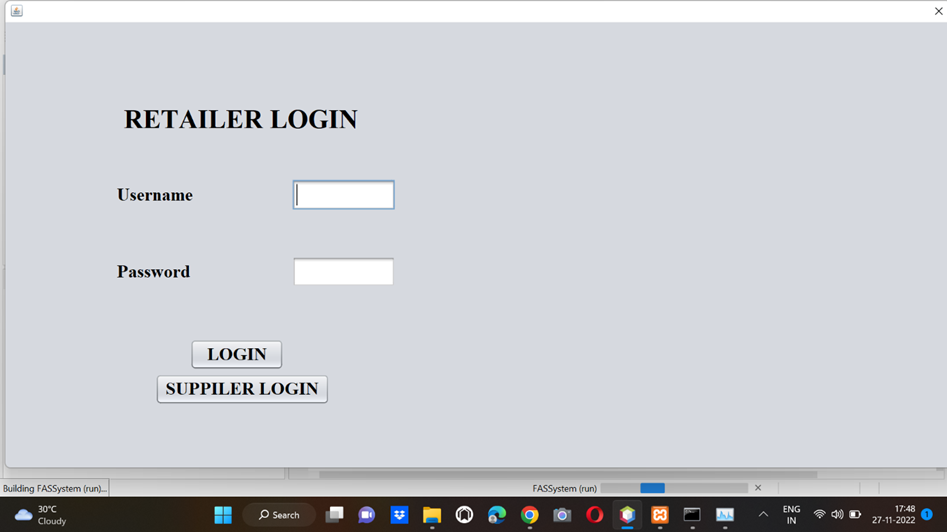 RETAILER LOGIN
Username
Password
LOGIN
SUPPILER LOGIN
Building FASSystem (run)...
FASSystem (run)
30°C
Cloudy
Search
ENG
IN
17:48
27-11-2022
1